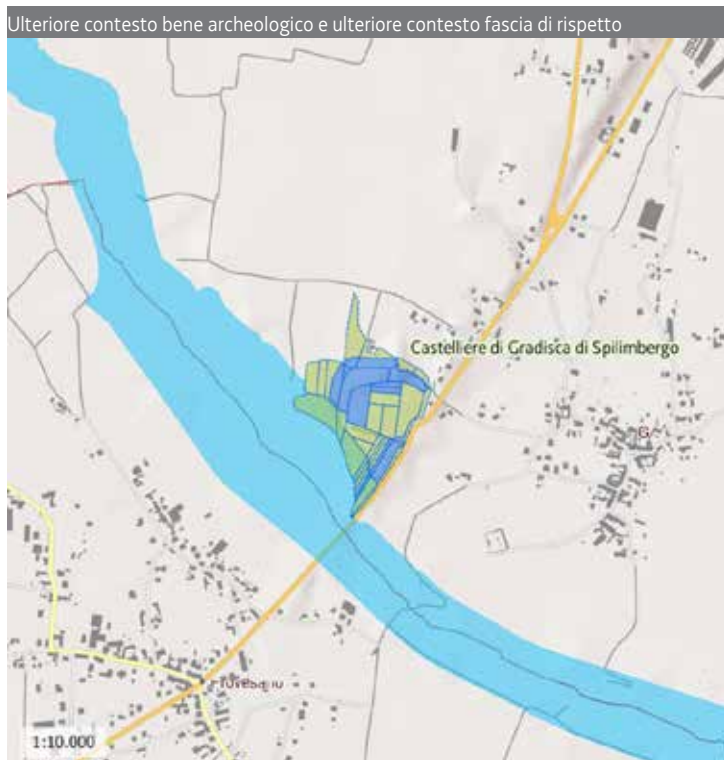 Ulteriore contesto bene archeologico e ulteriore contesto fascia di rispetto
Castelliere di Gradisca di Spilimbergo
1:10.000